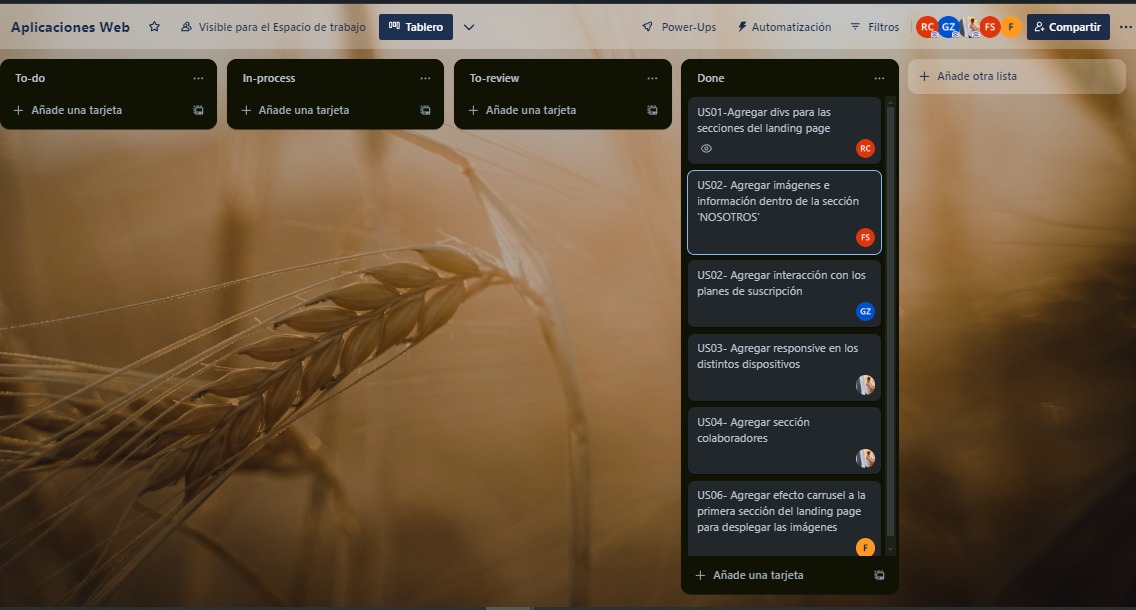 Aplicaciones Web
Visible para el Espacio de trabajo
Tablero
Power-Ups
Automatización
Filtros
RC
GZ
FS
F
Compartir
To-do
Añade una tarjeta
In-process
Añade una tarjeta
To-review
Añade una tarjeta
Done
US01-Agregar divs para las
secciones del landing page
RC
US02- Agregar imágenes e
información dentro de la sección
'NOSOTROS'
FS
US02- Agregar interacción con los
planes de suscripción
GZ
US03- Agregar responsive en los
distintos dispositivos
US04- Agregar sección
colaboradores
US06- Agregar efecto carrusel a la
primera sección del landing page
para desplegar las imágenes
F
Añade una tarjeta
Añade otra lista